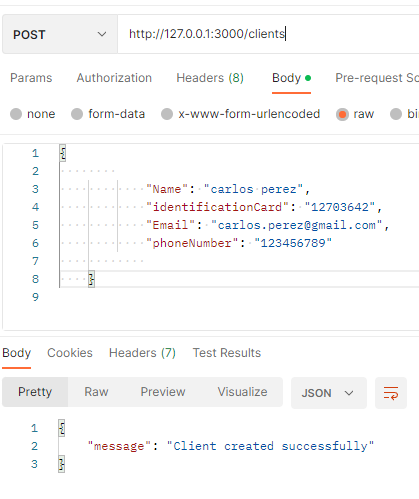 POST http://127.0.0.1:3000/clients
Params Authorization Headers (8) Body Pre-request Sc
none form-data x-www-form-urlencoded raw bi
1 {
2
3 "Name": "carlos perez",
4 "identificationCard": "12703642",
5 "Email": "carlos.perez@gmail.com",
6 "phoneNumber": "123456789"
7
8 }
9
Body Cookies Headers (7) Test Results
Pretty Raw Preview Visualize JSON
1 {
2 "message": "Client created successfully"
3 }